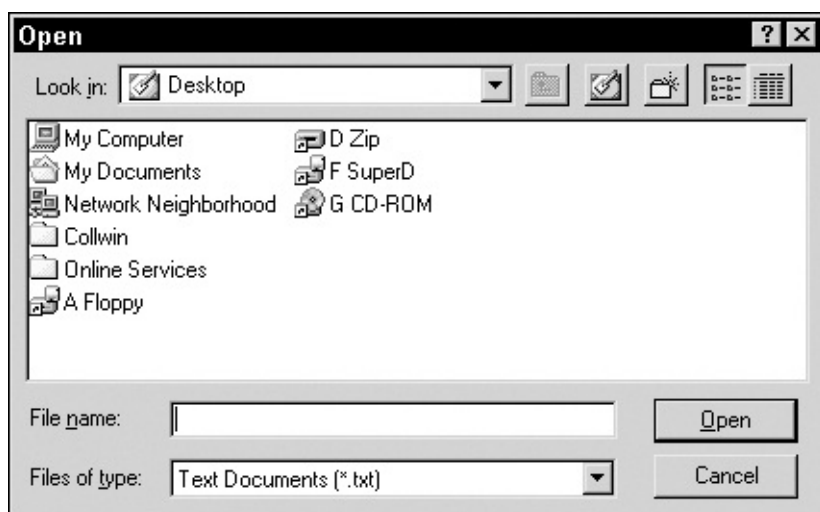 Open
Look in: Desktop
My Computer
My Documents
Network Neighborhood
Collwin
Online Services
A Floppy
D Zip
F SuperD
G CD-ROM
File name:
Open
Files of type: Text Documents (*.txt)
Cancel